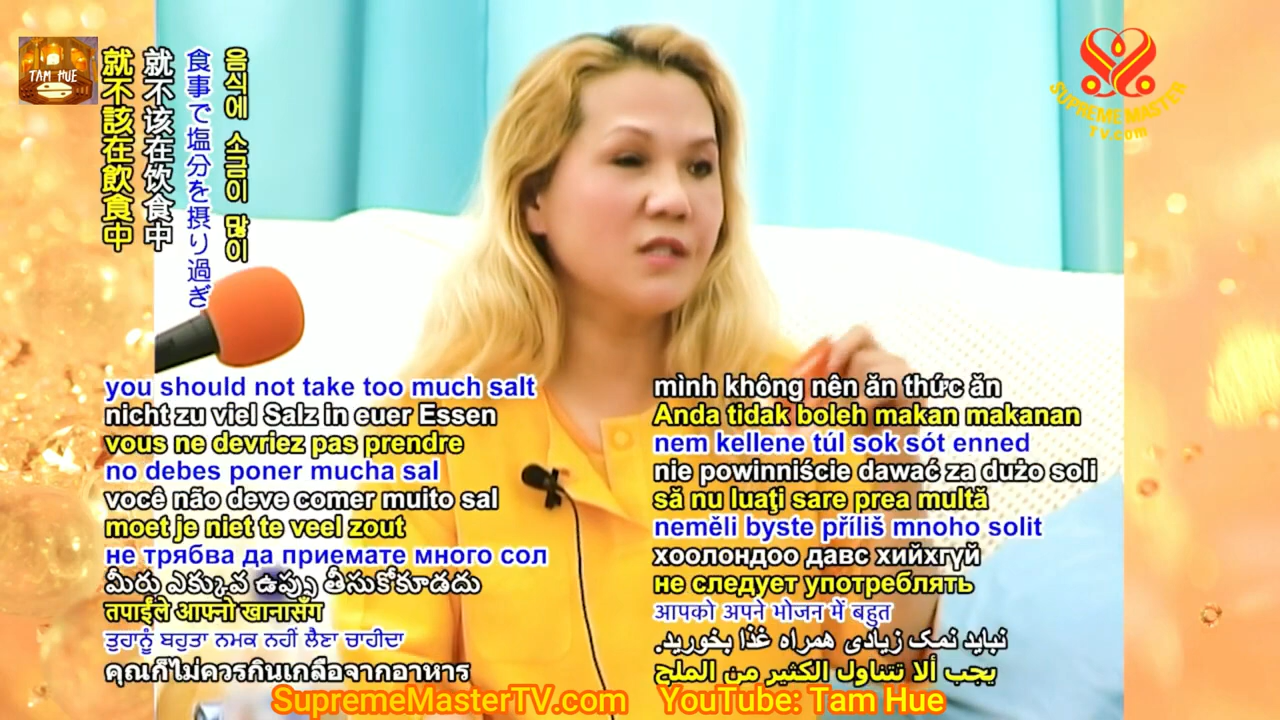 TAM HUE
就不該在飲食中
就不该在饮食中
食事で塩分を摂り過ぎ
음식에 소금이 많이
SUPREME MASTER
TV.com
you should not take too much salt
nicht zu viel Salz in euer Essen
vous ne devriez pas prendre
no debes poner mucha sal
você não deve comer muito sal
moet je niet te veel zout
не трябва да приемате много сол
మీరు ఎక్కువ ఉప్పు తీసుకోకూడదు
तपाईंले आफ्नो खानासँग
ਤੁਹਾਨੂੰ ਬਹੁਤਾ ਨਮਕ ਨਹੀਂ ਲੈਣਾ ਚਾਹੀਦਾ
คุณก็ไม่ควรกินเกลือจากอาหาร
mình không nên ăn thức ăn
Anda tidak boleh makan makanan
nem kellene túl sok sót enned
nie powinniście dawać za dużo soli
să nu luaţi sare prea multă
neměli byste příliš mnoho solit
хоолондоо давс хийхгүй
не следует употреблять
आपको अपने भोजन में बहुत
نباید نمک زیادی همراه غذا بخورید.
يجب ألا تتناول الكثير من الملح
SupremeMasterTV.com YouTube: Tam Hue